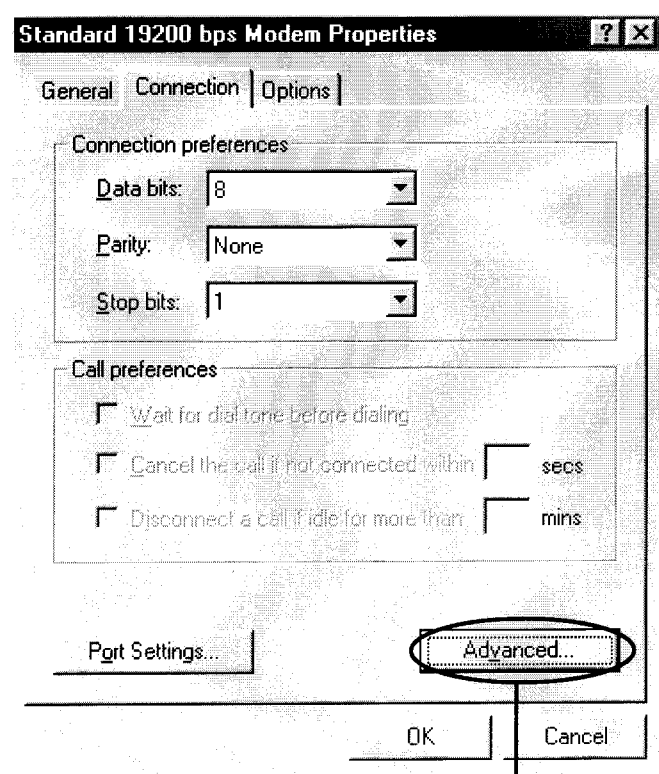 Standard 19200 bps Modem Properties ? X
General Connection Options
Connection preferences
Data bits: 8
Parity: None
Stop bits: 1
Call preferences
Wait for dial tone before dialing
Cancel the call if not connected within secs
Disconnect a call if idle for more than mins
Port Settings... Advanced...
OK Cancel